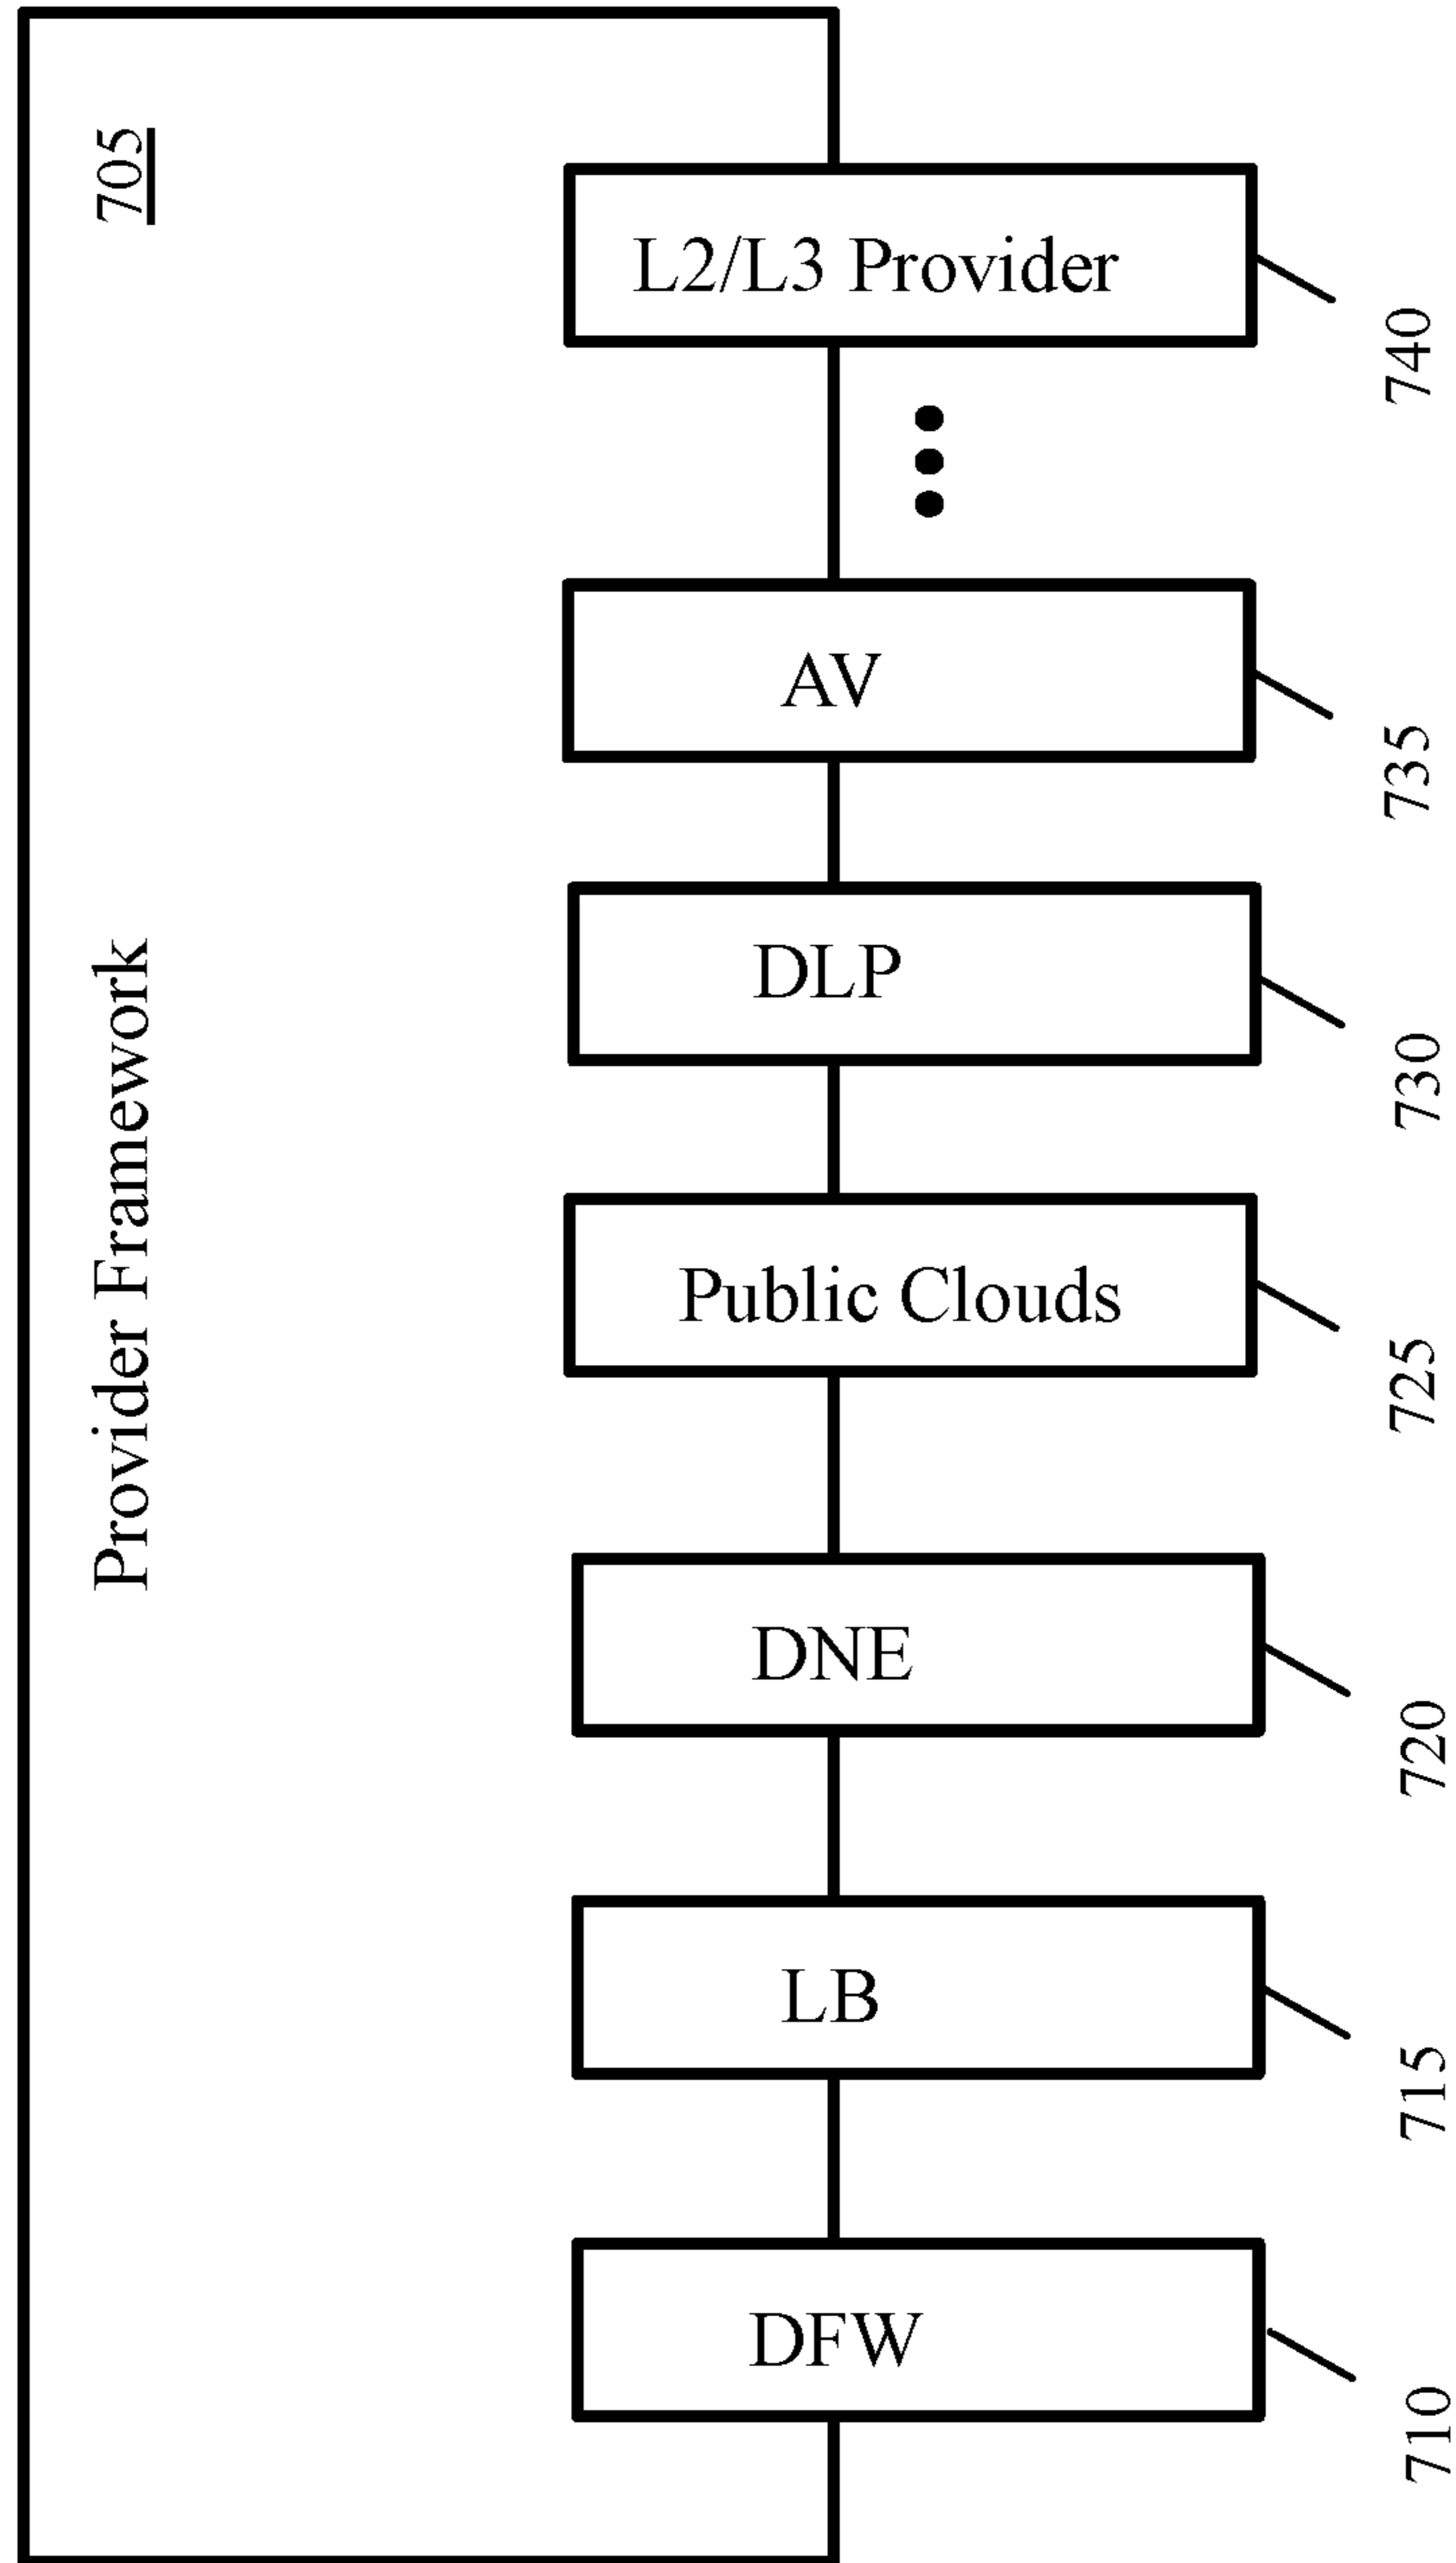 Provider Framework
705
DFW
LB
DNE
Public Clouds
DLP
AV
L2/L3 Provider
710
715
720
725
730
735
740